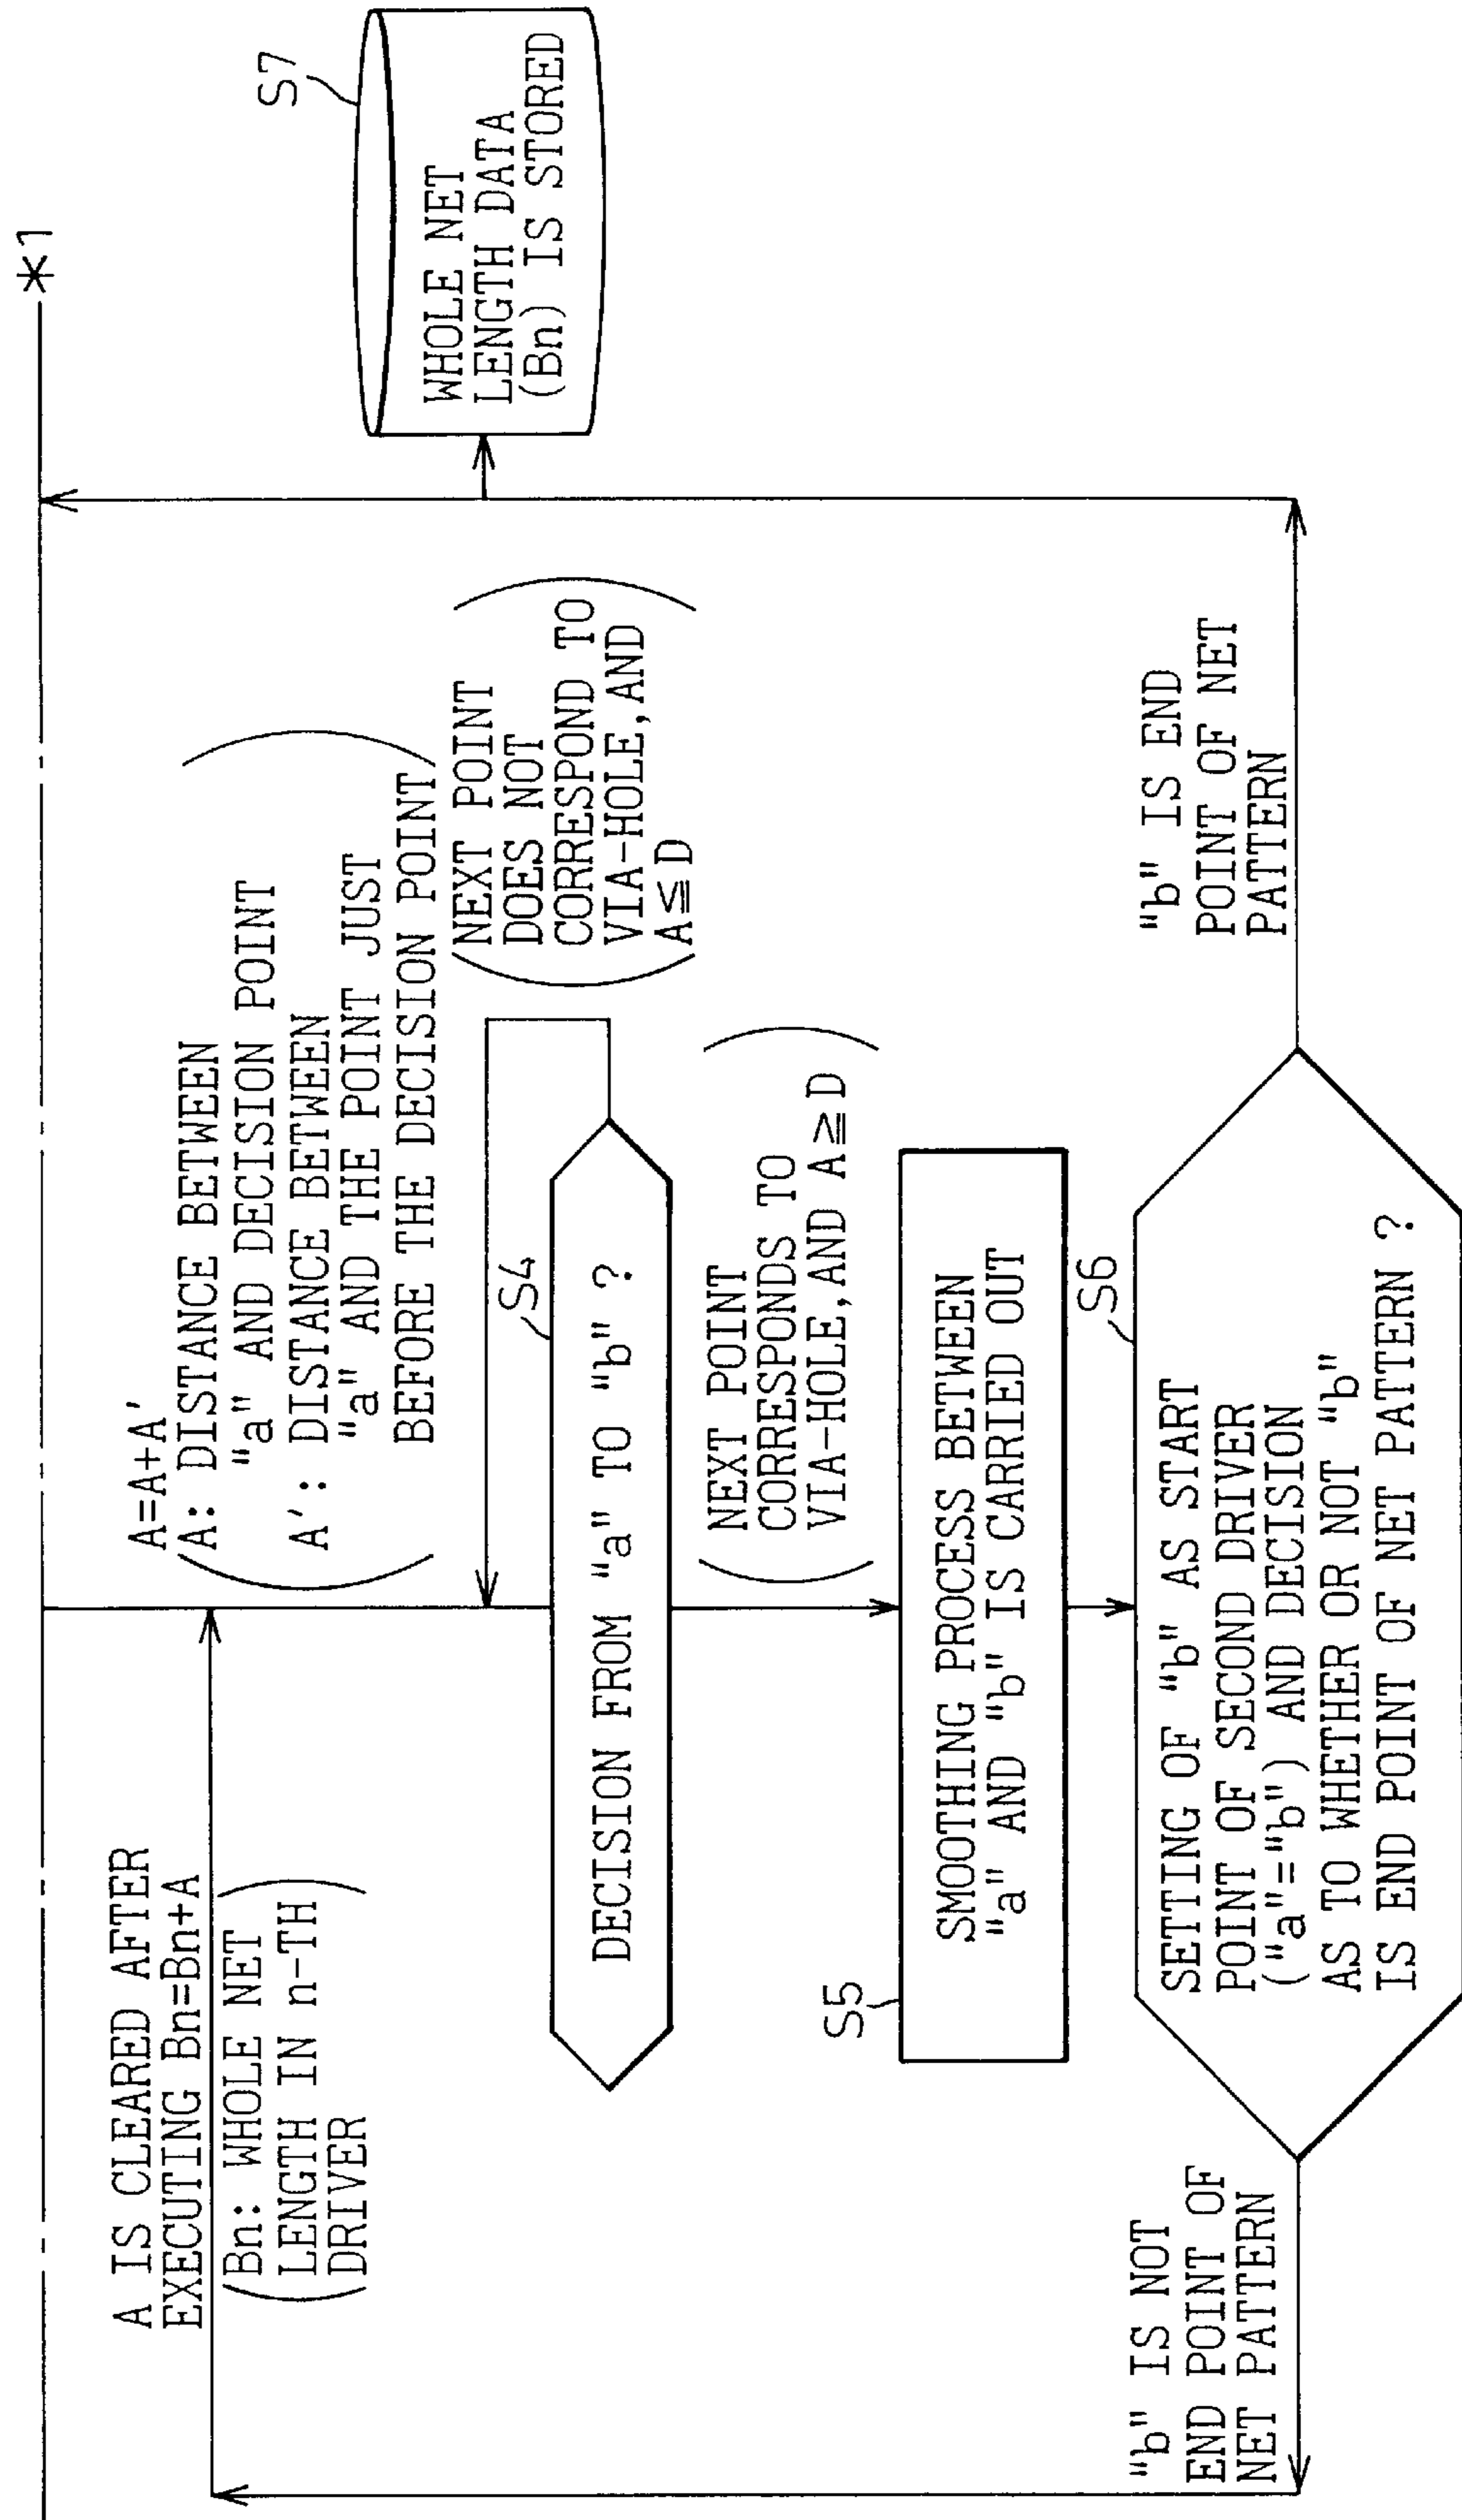 *1
A IS CLEARED AFTER
EXECUTING Bn=Bn+A
Bn: WHOLE NET
LENGTH IN n-TH
DRIVER
A=A+A'
A: DISTANCE BETWEEN
"a" AND DECISION POINT
A': DISTANCE BETWEEN
"a" AND THE POINT JUST
BEFORE THE DECISION POINT
S7
WHOLE NET
LENGTH DATA
(Bn) IS STORED
NEXT POINT
DOES NOT
CORRESPOND TO
VIA-HOLE,AND
A≦D
S4
DECISION FROM "a" TO "b" ?
NEXT POINT
CORRESPONDS TO
VIA-HOLE,AND A≧D
S5
SMOOTHING PROCESS BETWEEN
"a" AND "b" IS CARRIED OUT
S6
SETTING OF "b" AS START
POINT OF SECOND DRIVER
("a"="b") AND DECISION
AS TO WHETHER OR NOT "b"
IS END POINT OF NET PATTERN ?
"b" IS NOT
END POINT OF
NET PATTERN
"b" IS END
POINT OF NET
PATTERN